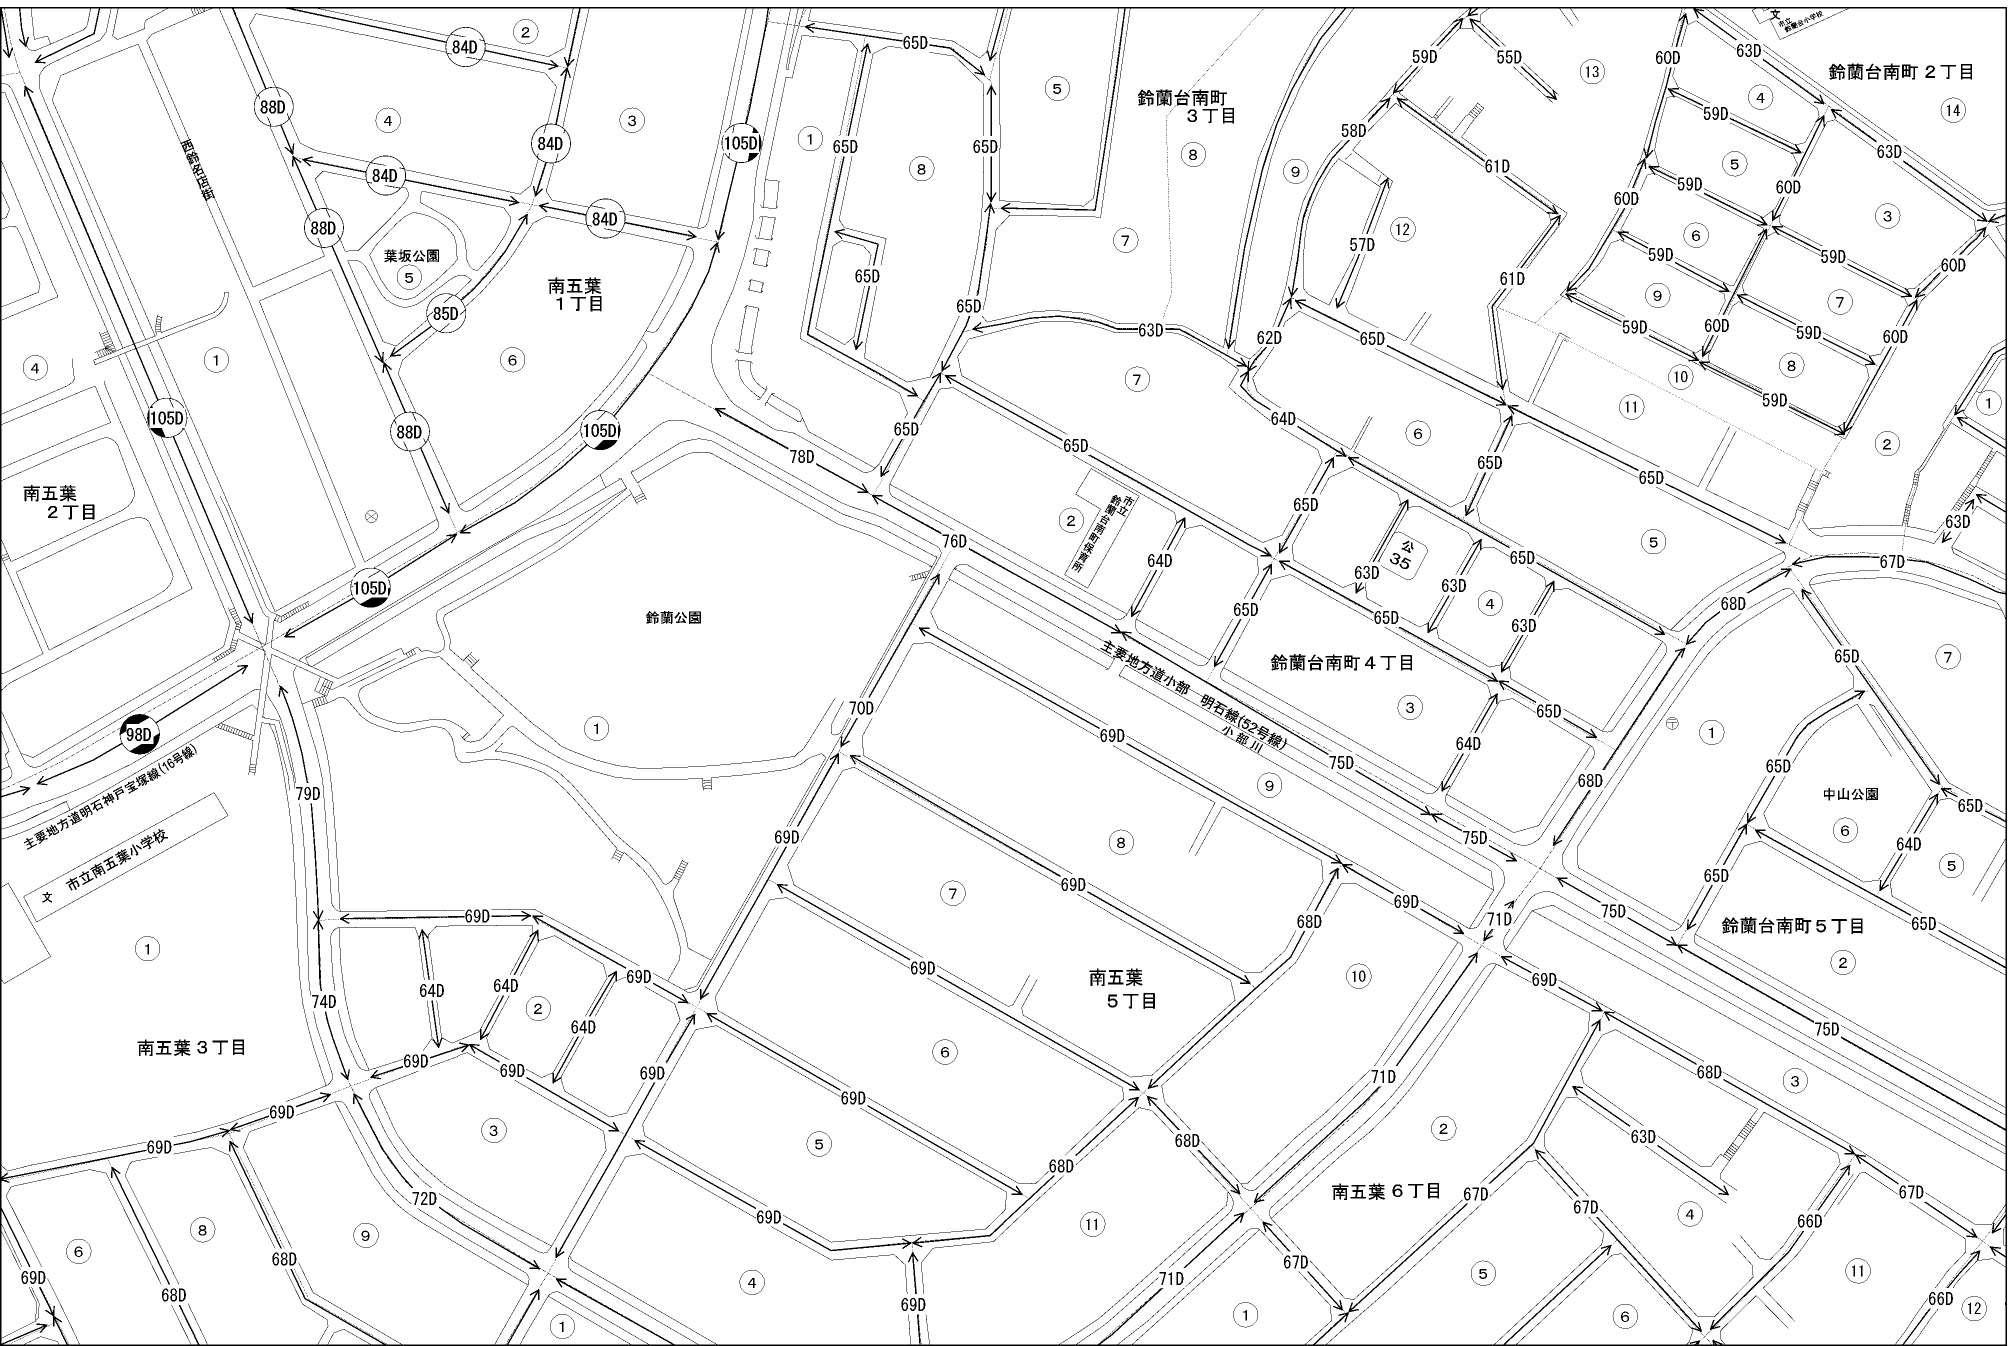 84D
②
88D
④
③
84D
105D
84D
西鈴名店街
88D
84D
葉坂公園
⑤
85D
南五葉
1丁目
⑥
①
④
105D
88D
105D
南五葉
2丁目
105D
98D
主要地方道明石神戸宝塚線(16号線)
文 市立南五葉小学校
①
南五葉3丁目
鈴蘭公園
①
79D
74D
69D
64D
64D
②
64D
69D
69D
69D
69D
69D
③
72D
69D
⑥
⑧
⑨
69D
68D
68D
①
65D
①
65D
⑧
65D
65D
65D
⑤
鈴蘭台南町
3丁目
⑧
⑦
63D
⑦
65D
78D
65D
76D
②
市立
鈴蘭台南町保育所
64D
65D
65D
63D
公
35
63D
④
63D
65D
65D
鈴蘭台南町4丁目
③
65D
64D
主要地方道小部 明石線(52号線)
小部川
75D
75D
68D
68D
59D
55D
⑬
58D
61D
⑨
⑫
57D
61D
62D
65D
64D
⑥
65D
65D
⑪
⑩
⑤
63D
60D
59D
④
鈴蘭台南町2丁目
⑭
市立
文
63D
⑤
59D
60D
60D
③
⑥
59D
59D
60D
⑨
59D
60D
⑦
59D
60D
⑧
59D
①
②
63D
67D
65D
⑦
①
65D
中山公園
⑥
65D
64D
⑤
65D
65D
75D
鈴蘭台南町5丁目
②
75D
70D
69D
⑨
69D
⑧
69D
⑦
69D
71D
68D
69D
南五葉
5丁目
⑩
69D
⑥
69D
⑤
71D
68D
68D
69D
⑪
④
69D
71D
69D
68D
③
②
63D
南五葉6丁目
67D
67D
④
66D
67D
67D
①
⑤
⑥
⑪
66D
⑫